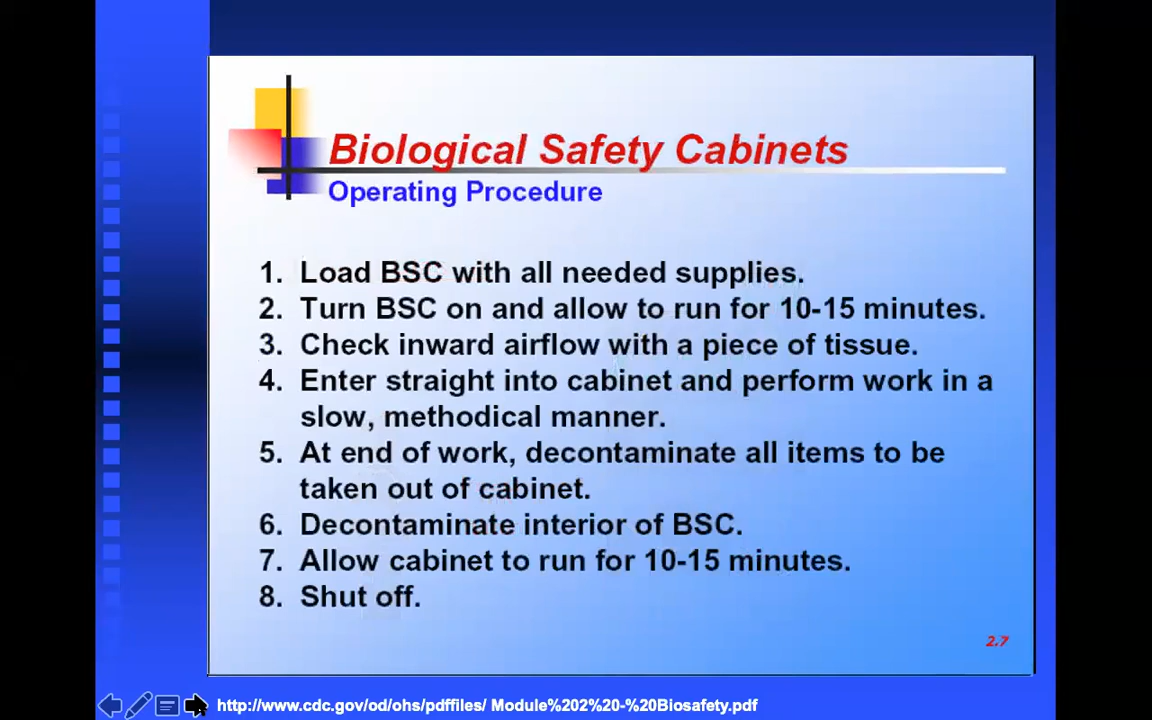 Biological Safety Cabinets
Operating Procedure
1. Load BSC with all needed supplies.
2. Turn BSC on and allow to run for 10-15 minutes.
3. Check inward airflow with a piece of tissue.
4. Enter straight into cabinet and perform work in a
slow, methodical manner.
5. At end of work, decontaminate all items to be
taken out of cabinet.
6. Decontaminate interior of BSC.
7. Allow cabinet to run for 10-15 minutes.
8. Shut off.
2.7
http://www.cdc.gov/od/ohs/pdffiles/ Module%202%20-%20Biosafety.pdf